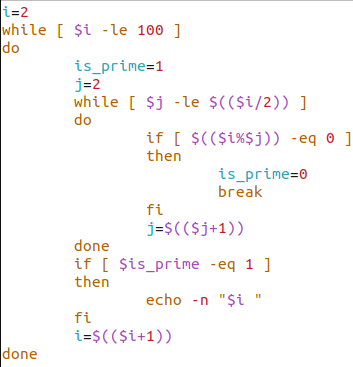 i=2
while [ $i -le 100 ]
do
        is_prime=1
        j=2
        while [ $j -le $(($i/2)) ]
        do
                if [ $(($i%$j)) -eq 0 ]
                then
                        is_prime=0
                        break
                fi
                j=$(($j+1))
        done
        if [ $is_prime -eq 1 ]
        then
                echo -n "$i "
        fi
        i=$(($i+1))
done